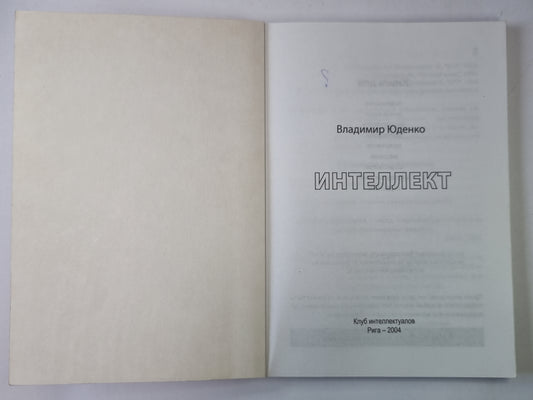 Владимир Юденко
ИНТЕЛЛЕКТ
Клуб интеллектуалов
Рига – 2004